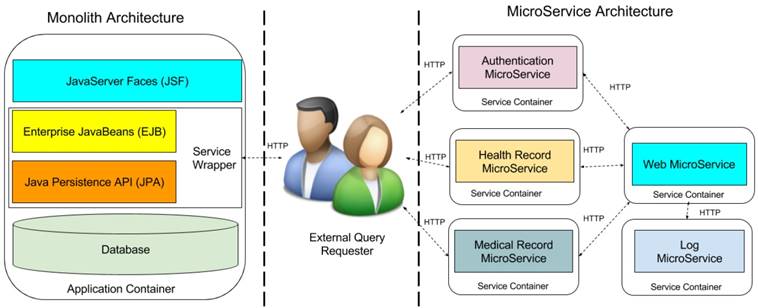 Monolith Architecture
JavaServer Faces (JSF)
Enterprise JavaBeans (EJB)
Java Persistence API (JPA)
Service
Wrapper
Database
Application Container
HTTP
External Query
Requester
MicroService Architecture
HTTP
Authentication
MicroService
Service Container
HTTP
HTTP
Health Record
MicroService
Service Container
HTTP
Web MicroService
Service Container
HTTP
Medical Record
MicroService
Service Container
HTTP
HTTP
Log
MicroService
Service Container